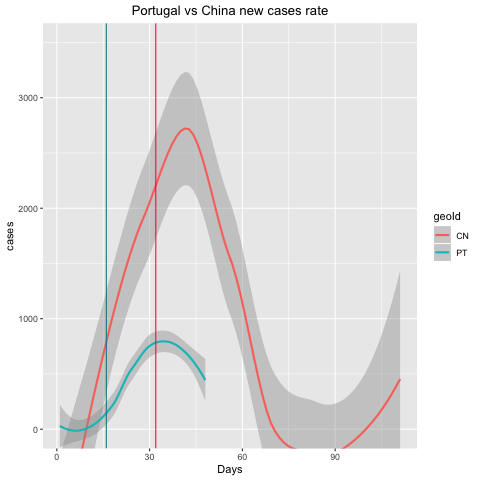 Portugal vs China new cases rate
cases
3000
2000
1000
0
0 30 60 90
Days
geoId
CN
PT